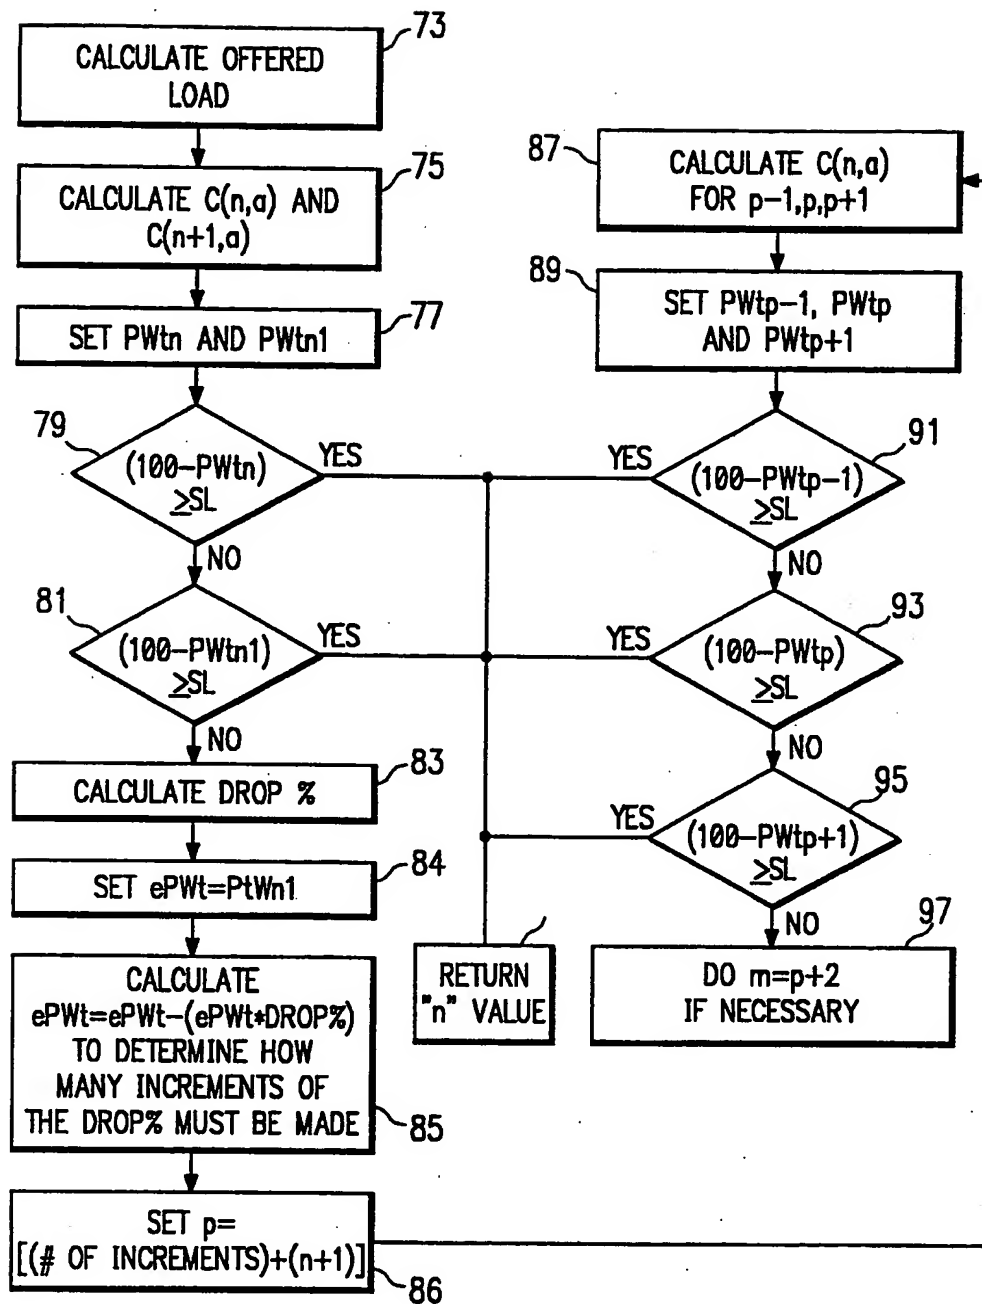 73
CALCULATE OFFERED
LOAD
75
CALCULATE C(n,a) AND
C(n+1,a)
77
SET PWtn AND PWtn1
79
(100-PWtn)
≥SL
YES
NO
81
(100-PWtn1)
≥SL
YES
NO
83
CALCULATE DROP %
84
SET ePWt=PtWn1
CALCULATE
ePWt=ePWt-(ePWt*DROP%)
TO DETERMINE HOW
MANY INCREMENTS OF
THE DROP% MUST BE MADE
85
SET p=
[(# OF INCREMENTS)+(n+1)]
86
87
CALCULATE C(n,a)
FOR p-1,p,p+1
89
SET PWtp-1, PWtp
AND PWtp+1
91
YES
(100-PWtp-1)
≥SL
NO
93
YES
(100-PWtp)
≥SL
NO
95
YES
(100-PWtp+1)
≥SL
NO
97
RETURN
"n" VALUE
DO m=p+2
IF NECESSARY